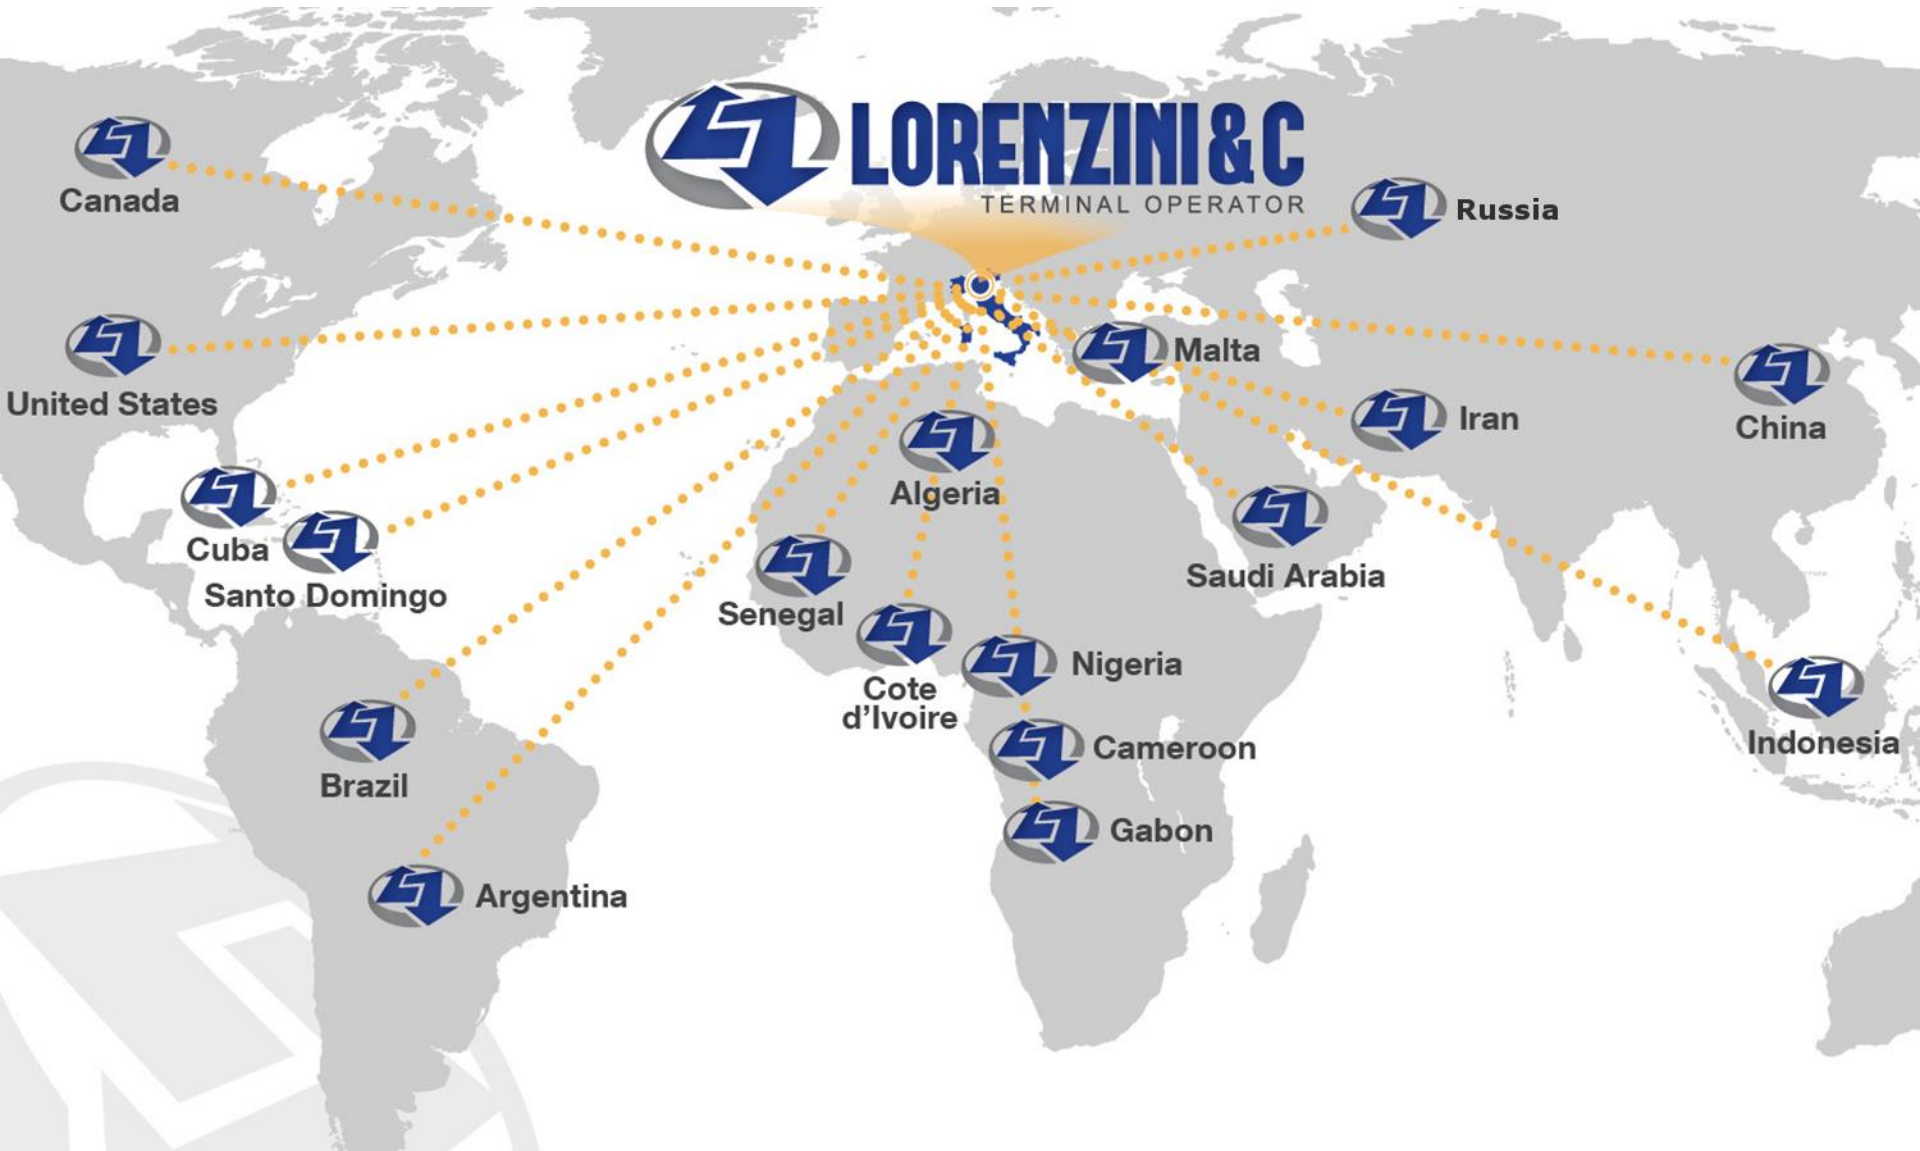 LORENZINI & C
TERMINAL OPERATOR
Canada
Russia
United States
Malta
Iran
China
Cuba
Santo Domingo
Algeria
Saudi Arabia
Senegal
Cote
d'Ivoire
Nigeria
Cameroon
Gabon
Indonesia
Brazil
Argentina